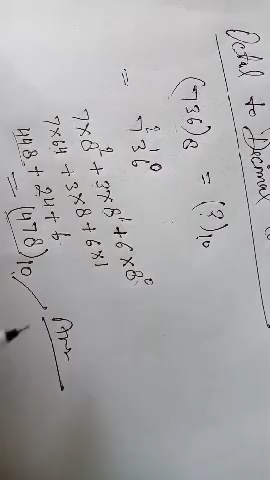 Octal to Decimal
(736)8 = (?)10
2 1 0
= 7 3 6
7×8² + 3×8¹ + 6×8⁰
7×64 + 3×8 + 6×1
448 + 24 + 6
= (478)10
Ans